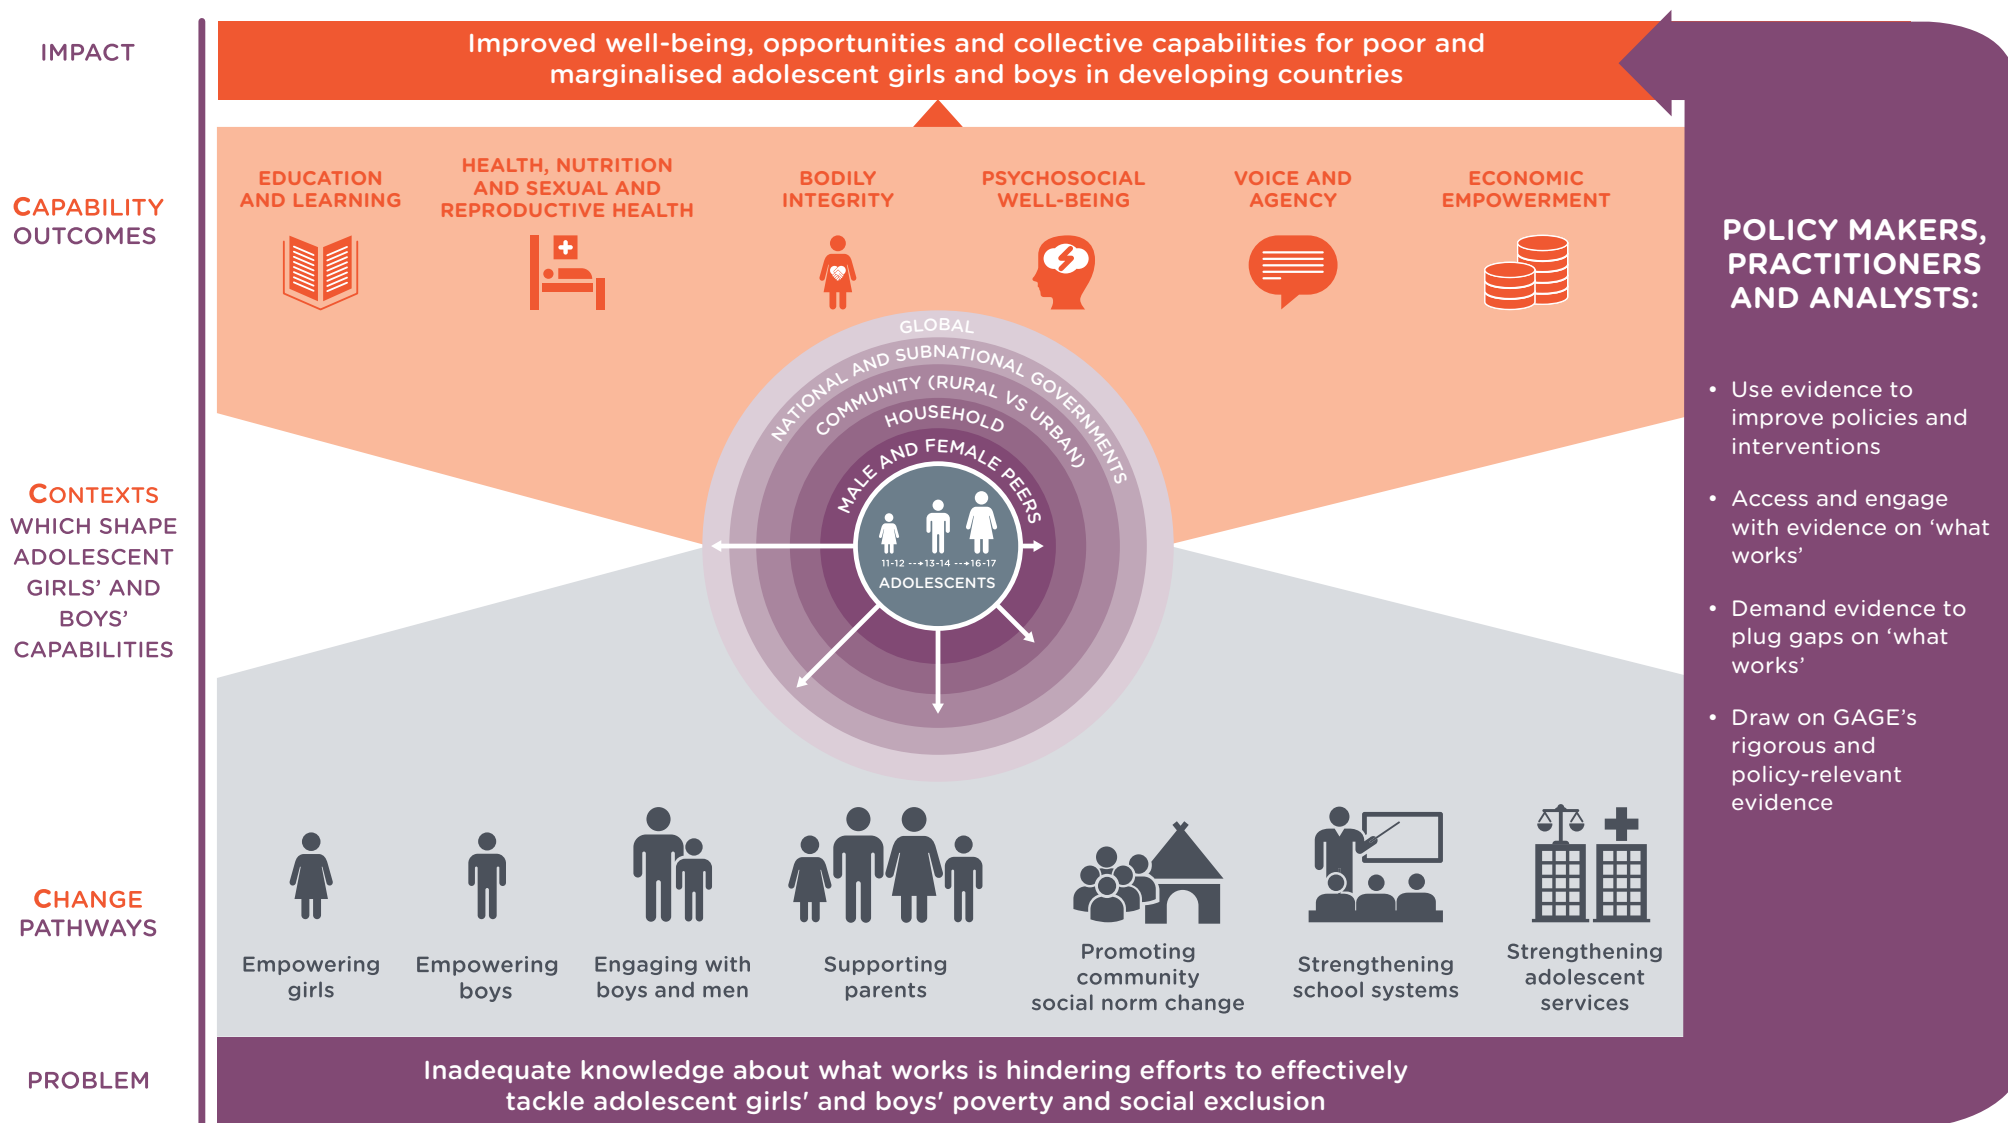 IMPACT
Improved well-being, opportunities and collective capabilities for poor and
marginalised adolescent girls and boys in developing countries
CAPABILITY
OUTCOMES
EDUCATION
AND LEARNING
HEALTH, NUTRITION
AND SEXUAL AND
REPRODUCTIVE HEALTH
BODILY
INTEGRITY
PSYCHOSOCIAL
WELL-BEING
VOICE AND
AGENCY
ECONOMIC
EMPOWERMENT
CONTEXTS
WHICH SHAPE
ADOLESCENT
GIRLS’ AND
BOYS’
CAPABILITIES
GLOBAL
NATIONAL AND SUBNATIONAL GOVERNMENTS
COMMUNITY (RURAL VS URBAN)
HOUSEHOLD
MALE AND FEMALE PEERS
11-12 --➝13-14 --➝16-17
ADOLESCENTS
CHANGE
PATHWAYS
Empowering
girls
Empowering
boys
Engaging with
boys and men
Supporting
parents
Promoting
community
social norm change
Strengthening
school systems
Strengthening
adolescent
services
PROBLEM
Inadequate knowledge about what works is hindering efforts to effectively
tackle adolescent girls' and boys' poverty and social exclusion
POLICY MAKERS,
PRACTITIONERS
AND ANALYSTS:
• Use evidence to
improve policies and
interventions
• Access and engage
with evidence on ‘what
works’
• Demand evidence to
plug gaps on ‘what
works’
• Draw on GAGE’s
rigorous and
policy-relevant
evidence